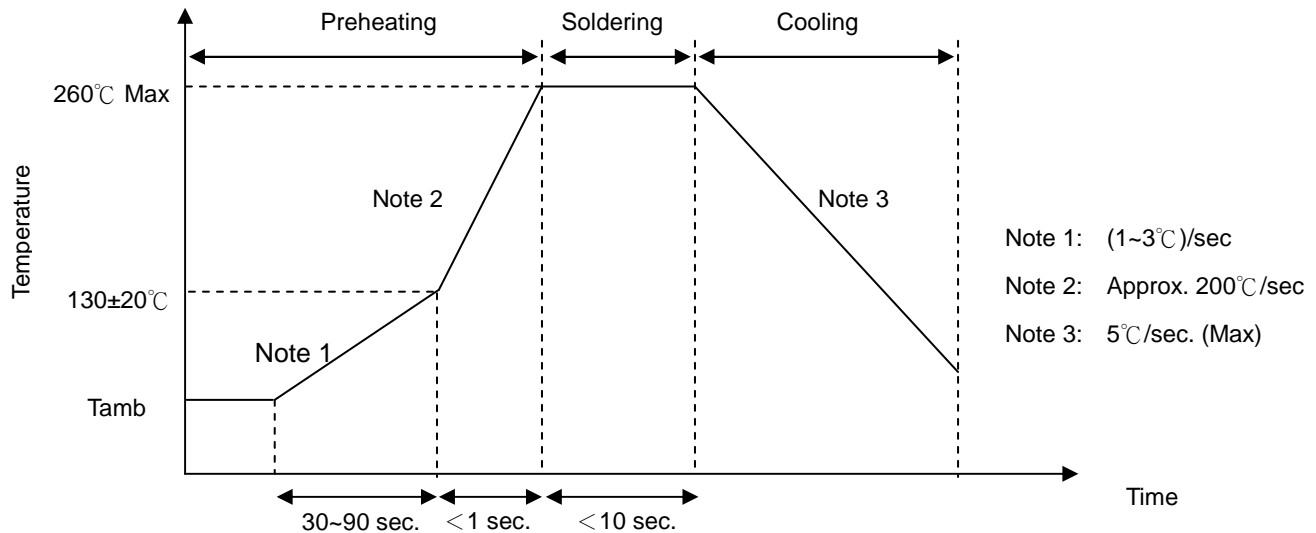 Preheating Soldering Cooling
260℃ Max
Temperature
Note 2
Note 3
Note 1: (1~3℃)/sec
Note 2: Approx. 200℃/sec
130±20℃
Note 3: 5℃/sec. (Max)
Note 1
Tamb
Time
30~90 sec. ＜1 sec. ＜10 sec.